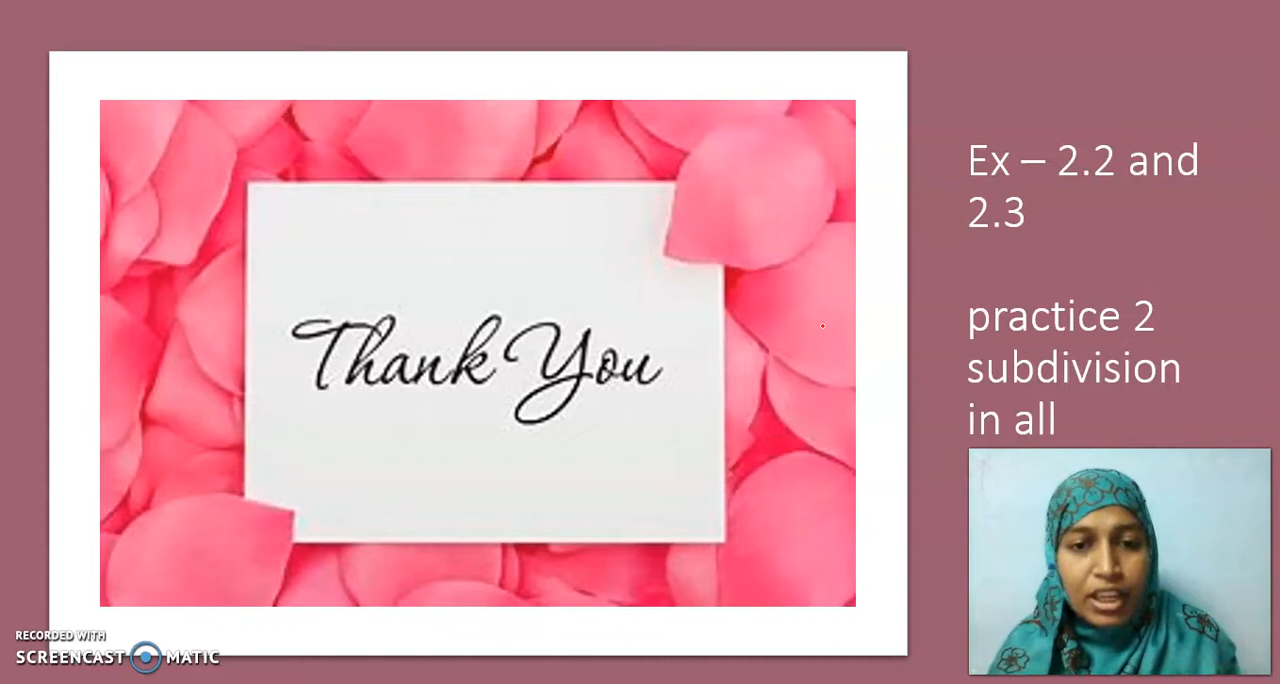 Thank You
Ex – 2.2 and
2.3
practice 2
subdivision
in all
RECORDED WITH
SCREENCAST MATIC